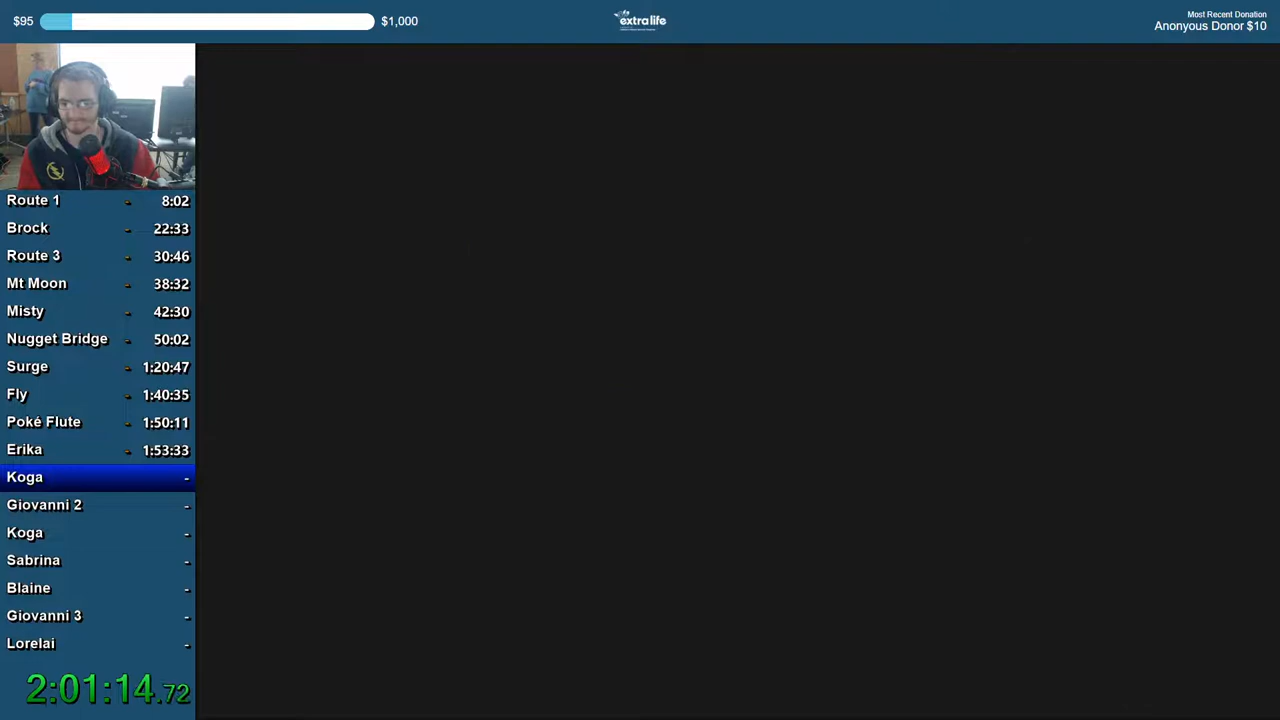 $95 $1,000
extralife
Most Recent Donation
Anonyous Donor $10
Route 1 - 8:02
Brock - 22:33
Route 3 - 30:46
Mt Moon - 38:32
Misty - 42:30
Nugget Bridge - 50:02
Surge - 1:20:47
Fly - 1:40:35
Poké Flute - 1:50:11
Erika - 1:53:33
Koga -
Giovanni 2 -
Koga -
Sabrina -
Blaine -
Giovanni 3 -
Lorelai -
2:01:14.72